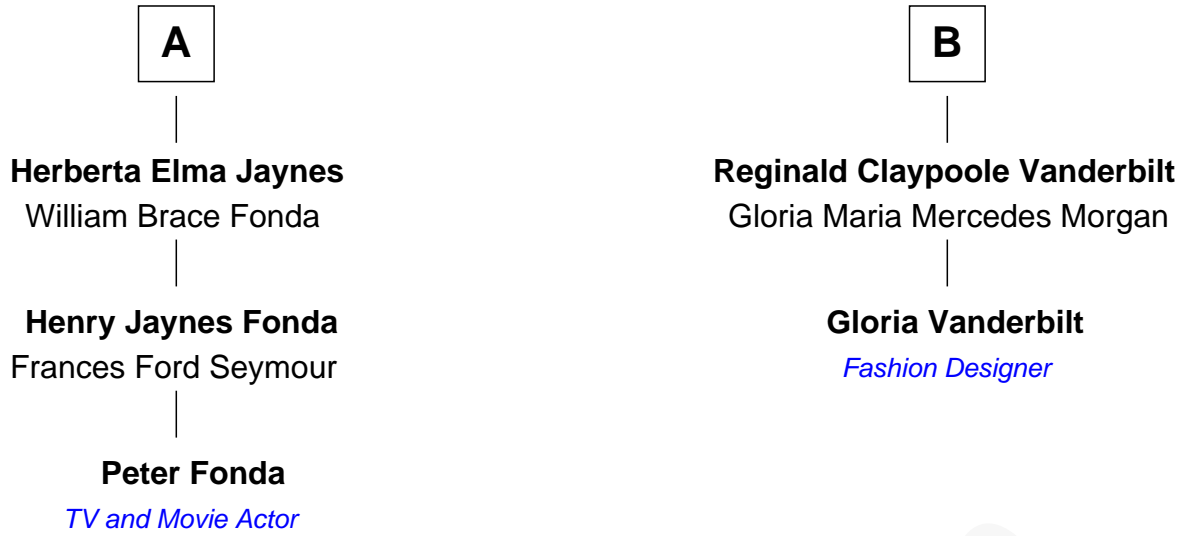 A
Herberta Elma Jaynes
William Brace Fonda
Henry Jaynes Fonda
Frances Ford Seymour
Peter Fonda
TV and Movie Actor
B
Reginald Claypoole Vanderbilt
Gloria Maria Mercedes Morgan
Gloria Vanderbilt
Fashion Designer